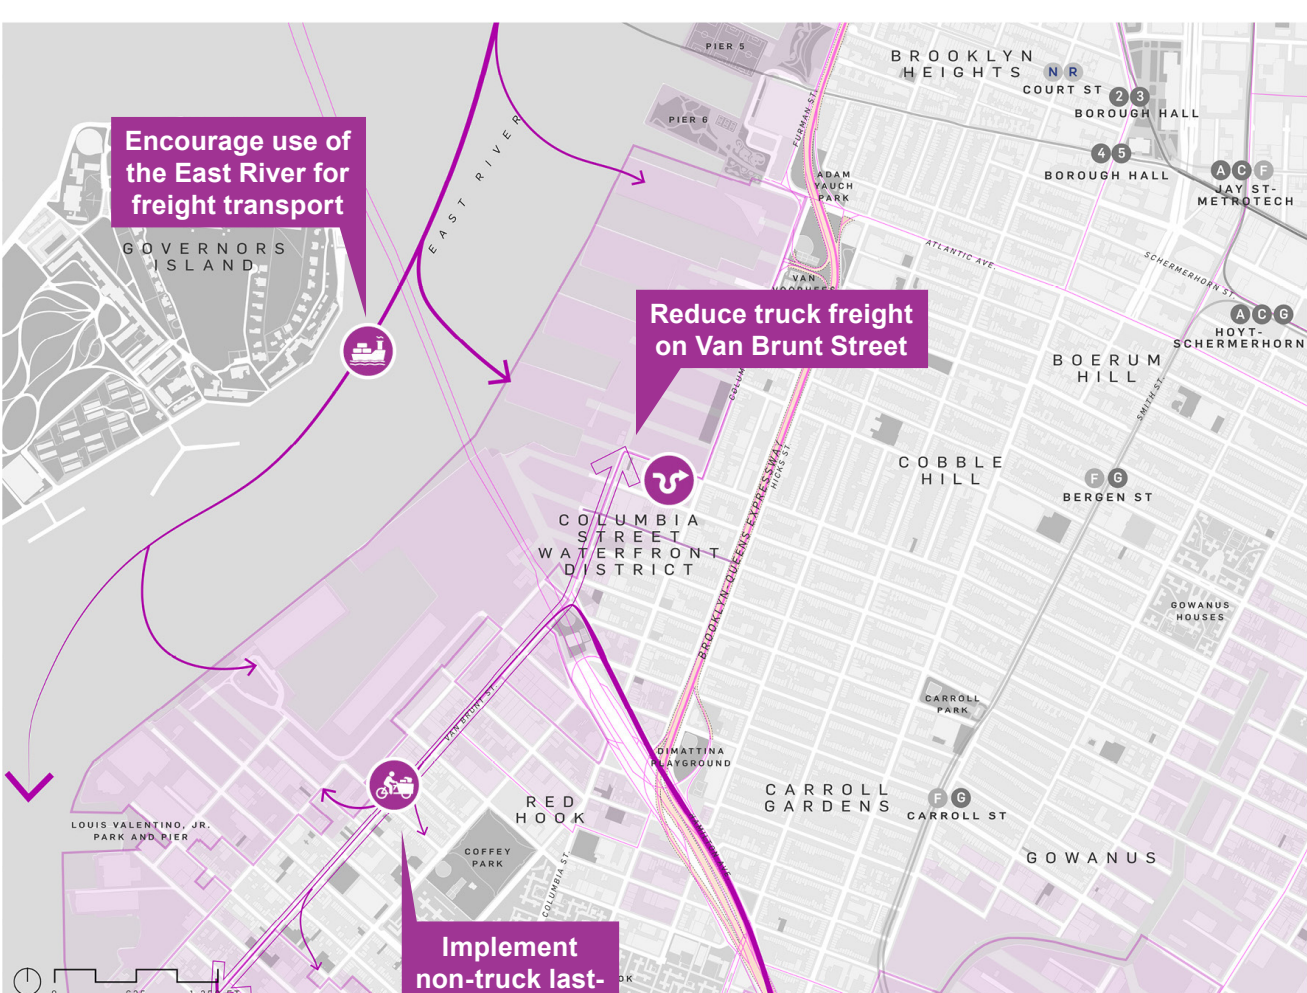 PIER 5
BROOKLYN
HEIGHTS
N R
COURT ST
2 3
BOROUGH HALL
PIER 6
FURMAN ST.
4 5
BOROUGH HALL
A C F
JAY ST-
METROTECH
ADAM
YAUCH
PARK
Encourage use of
the East River for
freight transport
EAST RIVER
GOVERNORS
ISLAND
ATLANTIC AVE.
SCHERMERHORN ST.
VAN
A C G
HOYT-
SCHERMERHORN
Reduce truck freight
on Van Brunt Street
BOERUM
HILL
SMITH ST.
COBBLE
HILL
F G
BERGEN ST
HICKS ST.
BROOKLYN-QUEENS EXPRESSWAY
COLUMBIA
STREET
WATERFRONT
DISTRICT
GOWANUS
HOUSES
VAN BRUNT ST.
CARROLL
PARK
DIMATTINA
PLAYGROUND
RED
HOOK
CARROLL
GARDENS
F G
CARROLL ST
LOUIS VALENTINO, JR.
PARK AND PIER
HAMILTON AVE.
COFFEY
PARK
COLUMBIA ST.
GOWANUS
Implement
non-truck last-